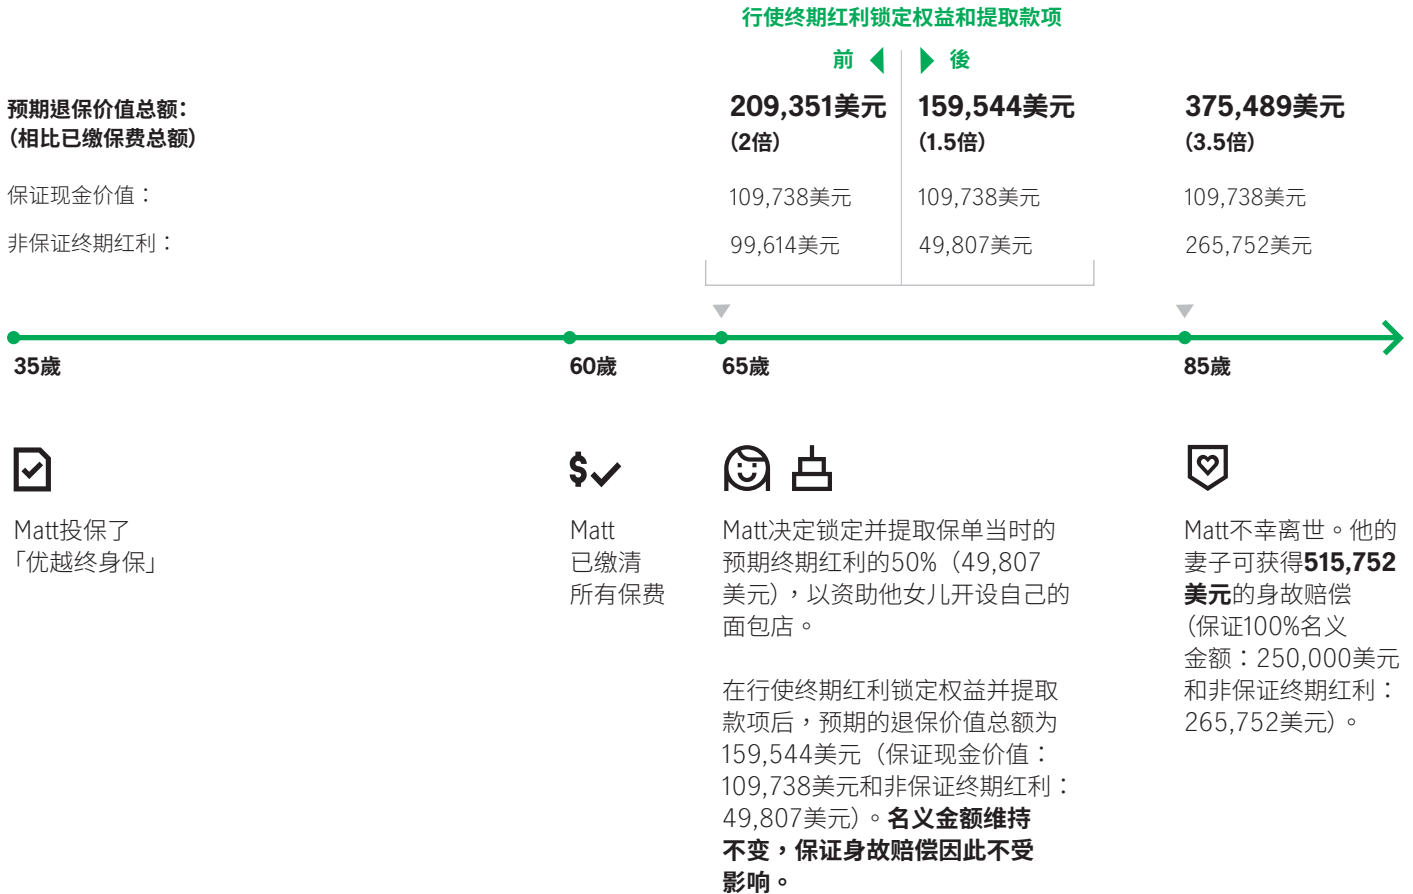 行使终期红利锁定权益和提取款项
前 後
预期退保价值总额：
（相比已缴保费总额）
209,351美元
（2倍）
159,544美元
（1.5倍）
375,489美元
（3.5倍）
保证现金价值：
109,738美元
109,738美元
109,738美元
非保证终期红利：
99,614美元
49,807美元
265,752美元
35歲
60歲
65歲
85歲
Matt投保了
「优越终身保」
Matt
已缴清
所有保费
Matt决定锁定并提取保单当时的
预期终期红利的50%（49,807
美元），以资助他女儿开设自己的
面包店。
在行使终期红利锁定权益并提取
款项后，预期的退保价值总额为
159,544美元（保证现金价值：
109,738美元和非保证终期红利：
49,807美元）。名义金额维持
不变，保证身故赔偿因此不受
影响。
Matt不幸离世。他的
妻子可获得515,752
美元的身故赔偿
（保证100%名义
金额：250,000美元
和非保证终期红利：
265,752美元）。